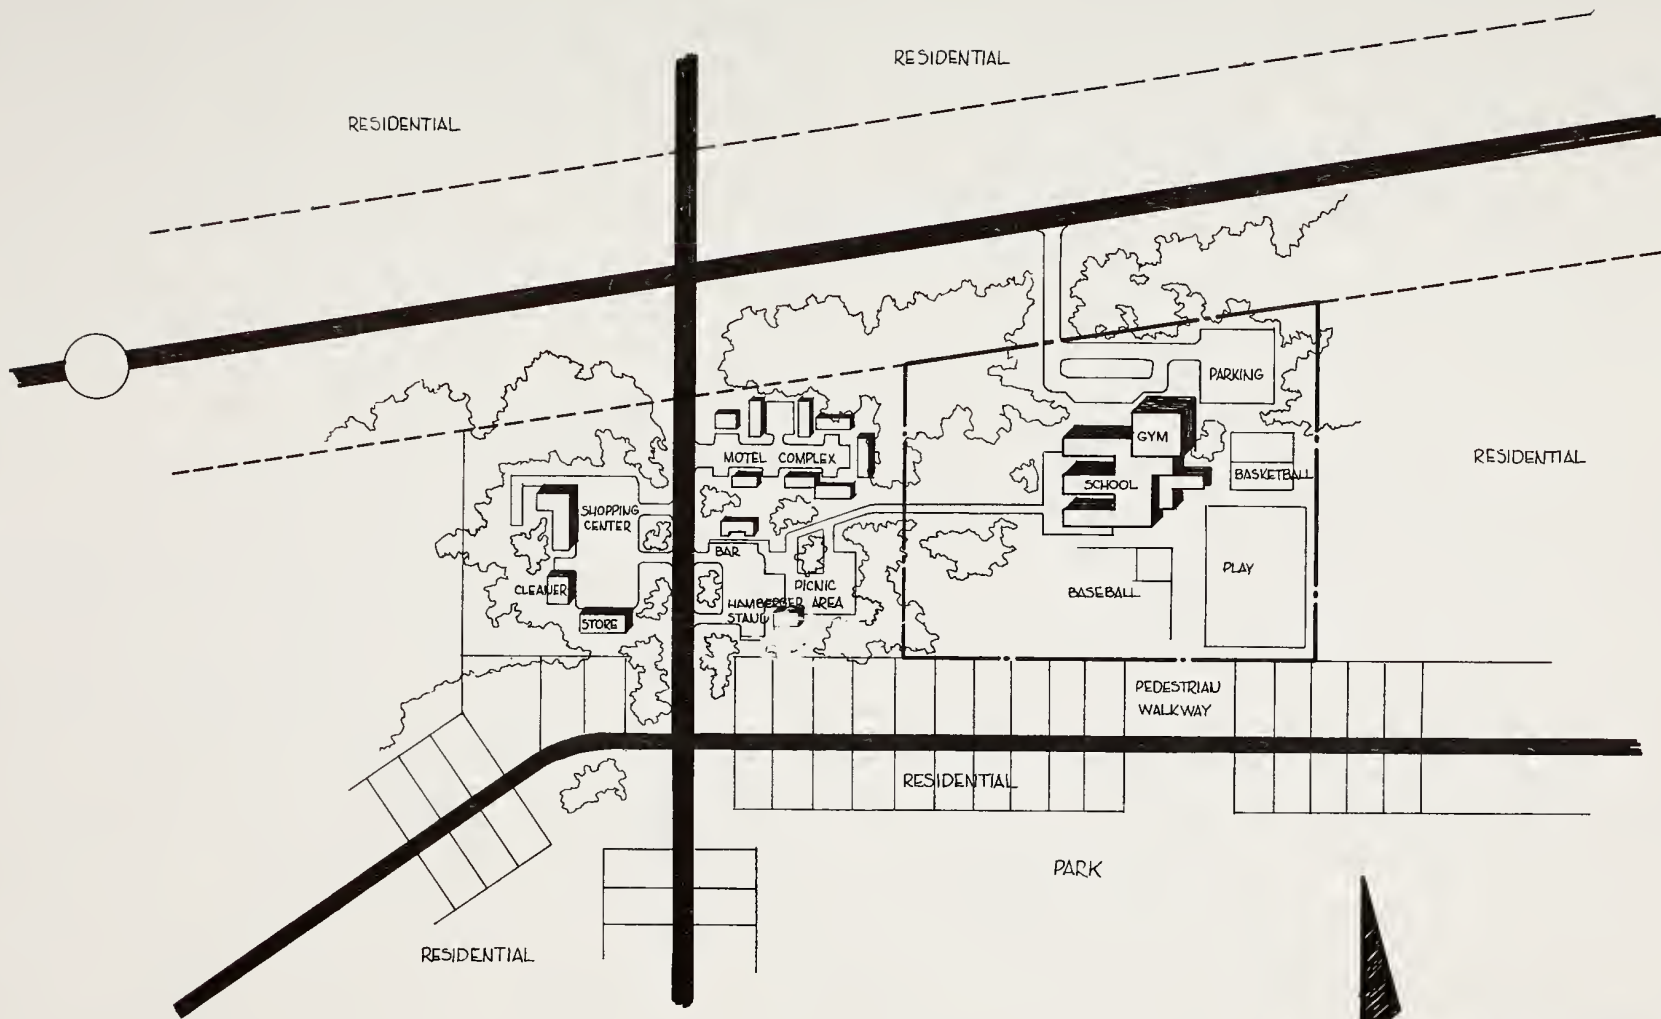 RESIDENTIAL
RESIDENTIAL
PARKING
GYM
MOTEL COMPLEX
RESIDENTIAL
BASKETBALL
SCHOOL
SHOPPING
CENTER
BAR
PLAY
CLEANER
PICNIC
AREA
BASEBALL
HAMBERGER
STAND
STORE
PEDESTRIAN
WALKWAY
RESIDENTIAL
PARK
RESIDENTIAL